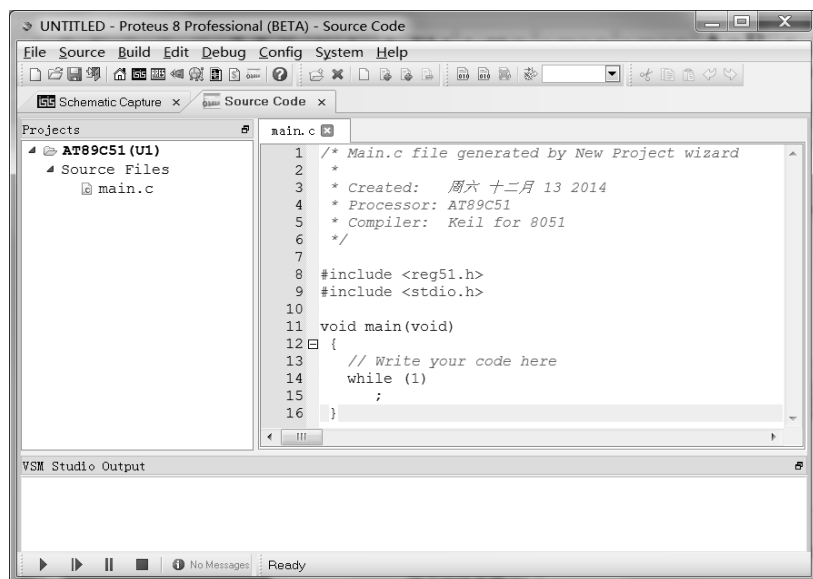 UNTITLED - Proteus 8 Professional (BETA) - Source Code
File Source Build Edit Debug Config System Help
Schematic Capture x Source Code x
Projects
main.c
AT89C51 (U1)
Source Files
main.c
1 /* Main.c file generated by New Project wizard
2 *
3 * Created: 周六 十二月 13 2014
4 * Processor: AT89C51
5 * Compiler: Keil for 8051
6 */
7
8 #include <reg51.h>
9 #include <stdio.h>
10
11 void main(void)
12 {
13 // Write your code here
14 while (1)
15 ;
16 }
VSM Studio Output
No Messages Ready